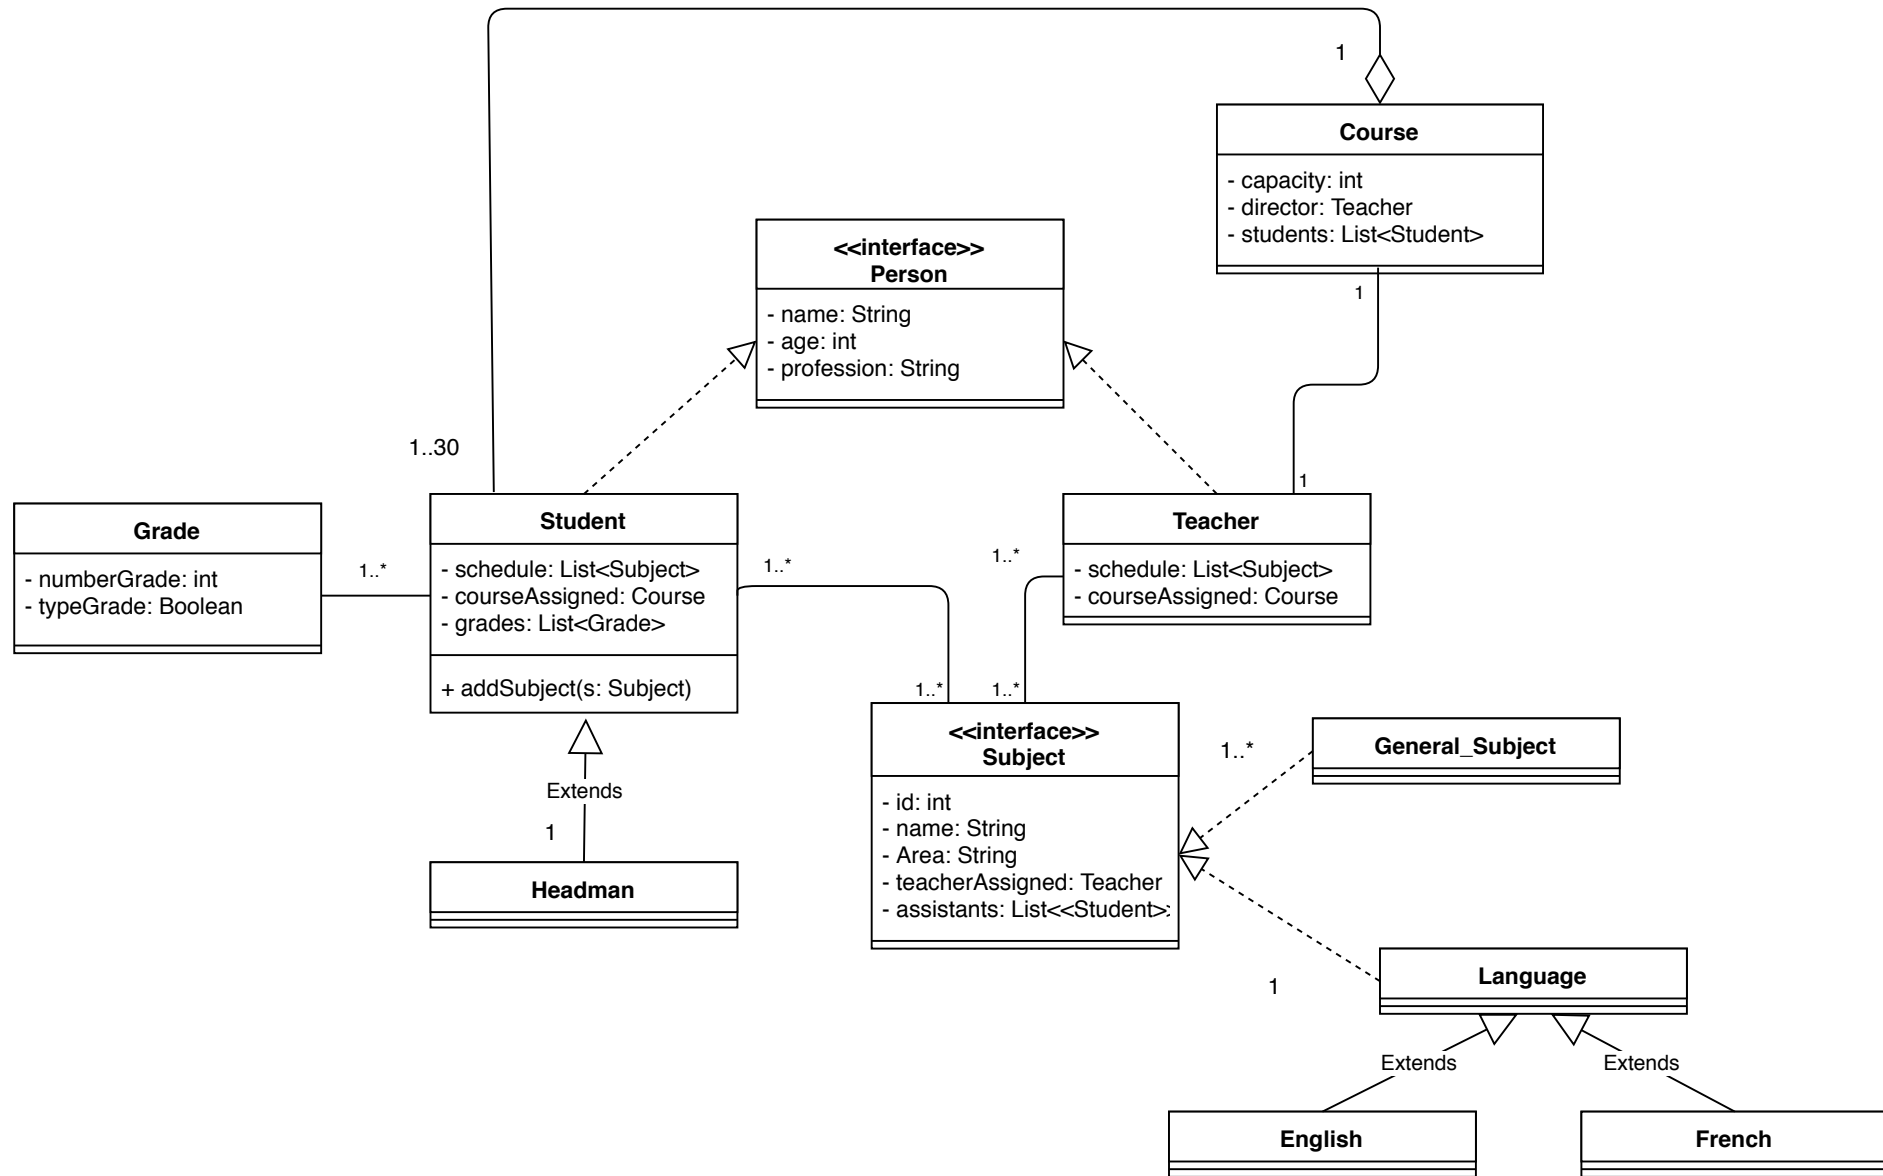 1
Course
- capacity: int
- director: Teacher
- students: List<Student>
1
<<interface>>
Person
- name: String
- age: int
- profession: String
1..30
1
Grade
- numberGrade: int
- typeGrade: Boolean
1..*
Student
- schedule: List<Subject>
- courseAssigned: Course
- grades: List<Grade>
+ addSubject(s: Subject)
1..*
1..*
Teacher
- schedule: List<Subject>
- courseAssigned: Course
1..*
1..*
<<interface>>
Subject
- id: int
- name: String
- Area: String
- teacherAssigned: Teacher
- assistants: List<<Student>>
1..*
General_Subject
Extends
1
Headman
1
Language
Extends
Extends
English
French